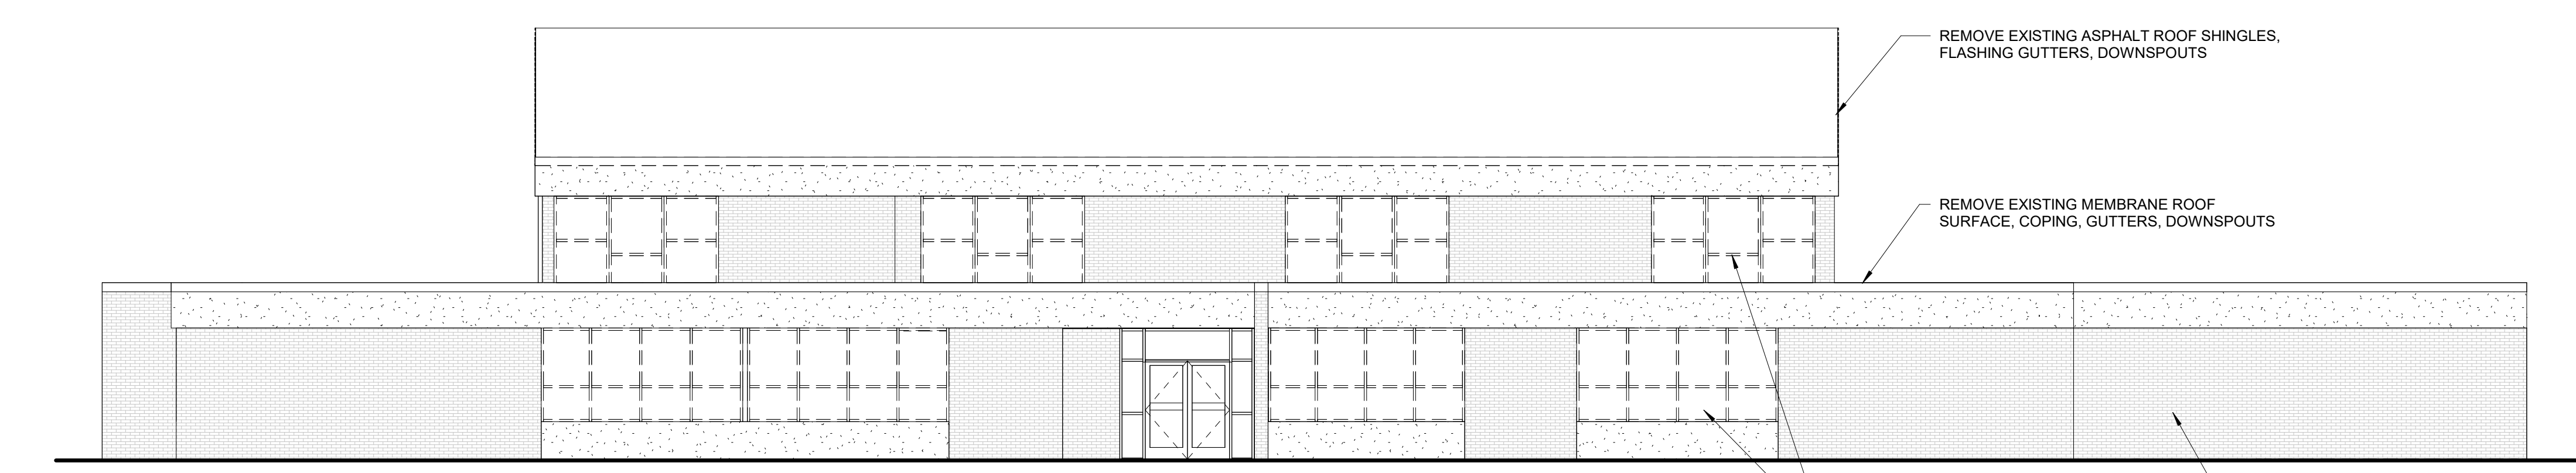 REMOVE EXISTING ASPHALT ROOF SHINGLES,
FLASHING GUTTERS, DOWNSPOUTS
REMOVE EXISTING MEMBRANE ROOF
SURFACE, COPING, GUTTERS, DOWNSPOUTS